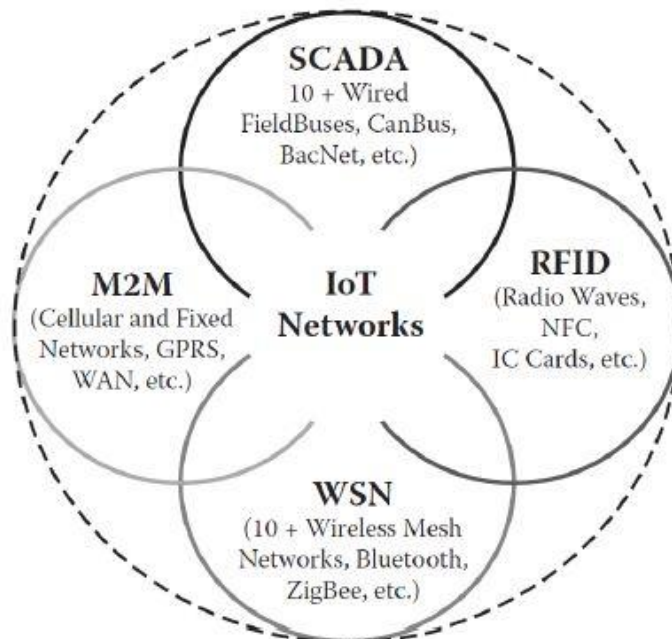 SCADA
10 + Wired
FieldBuses, CanBus,
BacNet, etc.)
M2M
(Cellular and Fixed
Networks, GPRS,
WAN, etc.)
IoT
Networks
RFID
(Radio Waves,
NFC,
IC Cards, etc.)
WSN
(10 + Wireless Mesh
Networks, Bluetooth,
ZigBee, etc.)